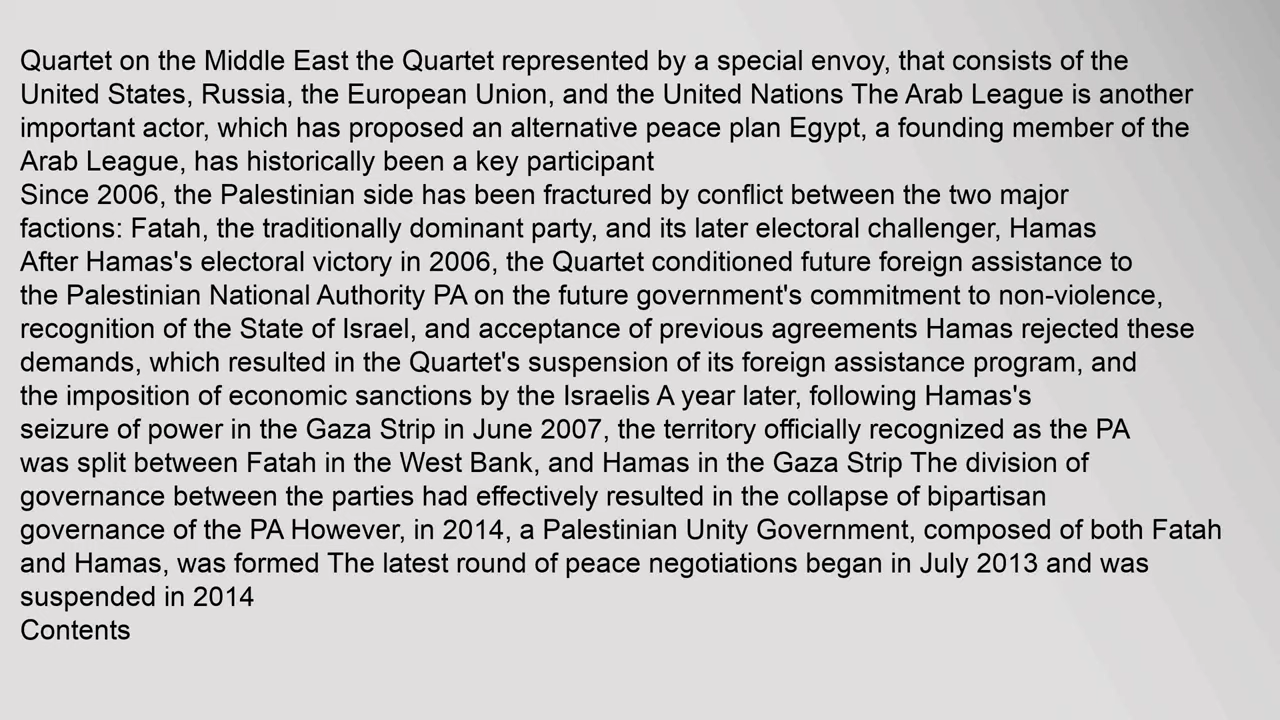 Quartet on the Middle East the Quartet represented by a special envoy, that consists of the
United States, Russia, the European Union, and the United Nations The Arab League is another
important actor, which has proposed an alternative peace plan Egypt, a founding member of the
Arab League, has historically been a key participant
Since 2006, the Palestinian side has been fractured by conflict between the two major
factions: Fatah, the traditionally dominant party, and its later electoral challenger, Hamas
After Hamas's electoral victory in 2006, the Quartet conditioned future foreign assistance to
the Palestinian National Authority PA on the future government's commitment to non-violence,
recognition of the State of Israel, and acceptance of previous agreements Hamas rejected these
demands, which resulted in the Quartet's suspension of its foreign assistance program, and
the imposition of economic sanctions by the Israelis A year later, following Hamas's
seizure of power in the Gaza Strip in June 2007, the territory officially recognized as the PA
was split between Fatah in the West Bank, and Hamas in the Gaza Strip The division of
governance between the parties had effectively resulted in the collapse of bipartisan
governance of the PA However, in 2014, a Palestinian Unity Government, composed of both Fatah
and Hamas, was formed The latest round of peace negotiations began in July 2013 and was
suspended in 2014
Contents